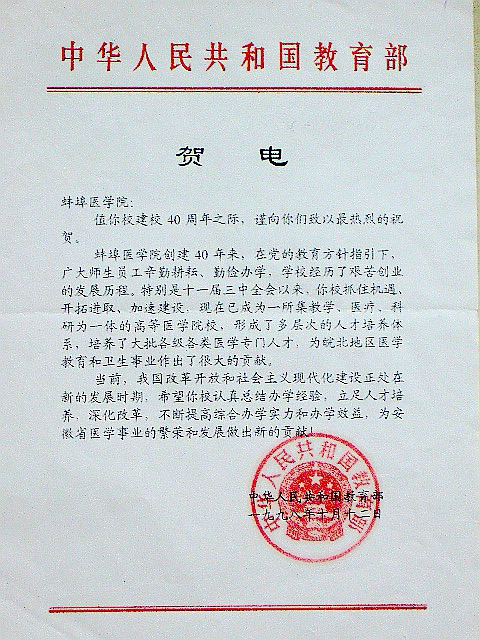 中华人民共和国教育部
贺 电
蚌埠医学院：
值你校建校 40 周年之际，谨向你们致以最热烈的祝
贺。
蚌埠医学院创建 40 年来，在党的教育方针指引下，
广大师生员工辛勤耕耘、勤俭办学，学校经历了艰苦创业
的发展历程。特别是十一届三中全会以来，你校抓住机遇、
开拓进取、加速建设，现在已成为一所集教学、医疗、科
研为一体的高等医学院校，形成了多层次的人才培养体
系，培养了大批各级各类医学专门人才，为皖北地区医学
教育和卫生事业作出了很大的贡献。
当前，我国改革开放和社会主义现代化建设正处在
新的发展时期，希望你校认真总结办学经验，立足人才培
养，深化改革，不断提高综合办学实力和办学效益，为安
徽省医学事业的繁荣和发展做出新的贡献！
中华人民共和国教育部
中华人民共和国教育部
一九九八年十月十二日